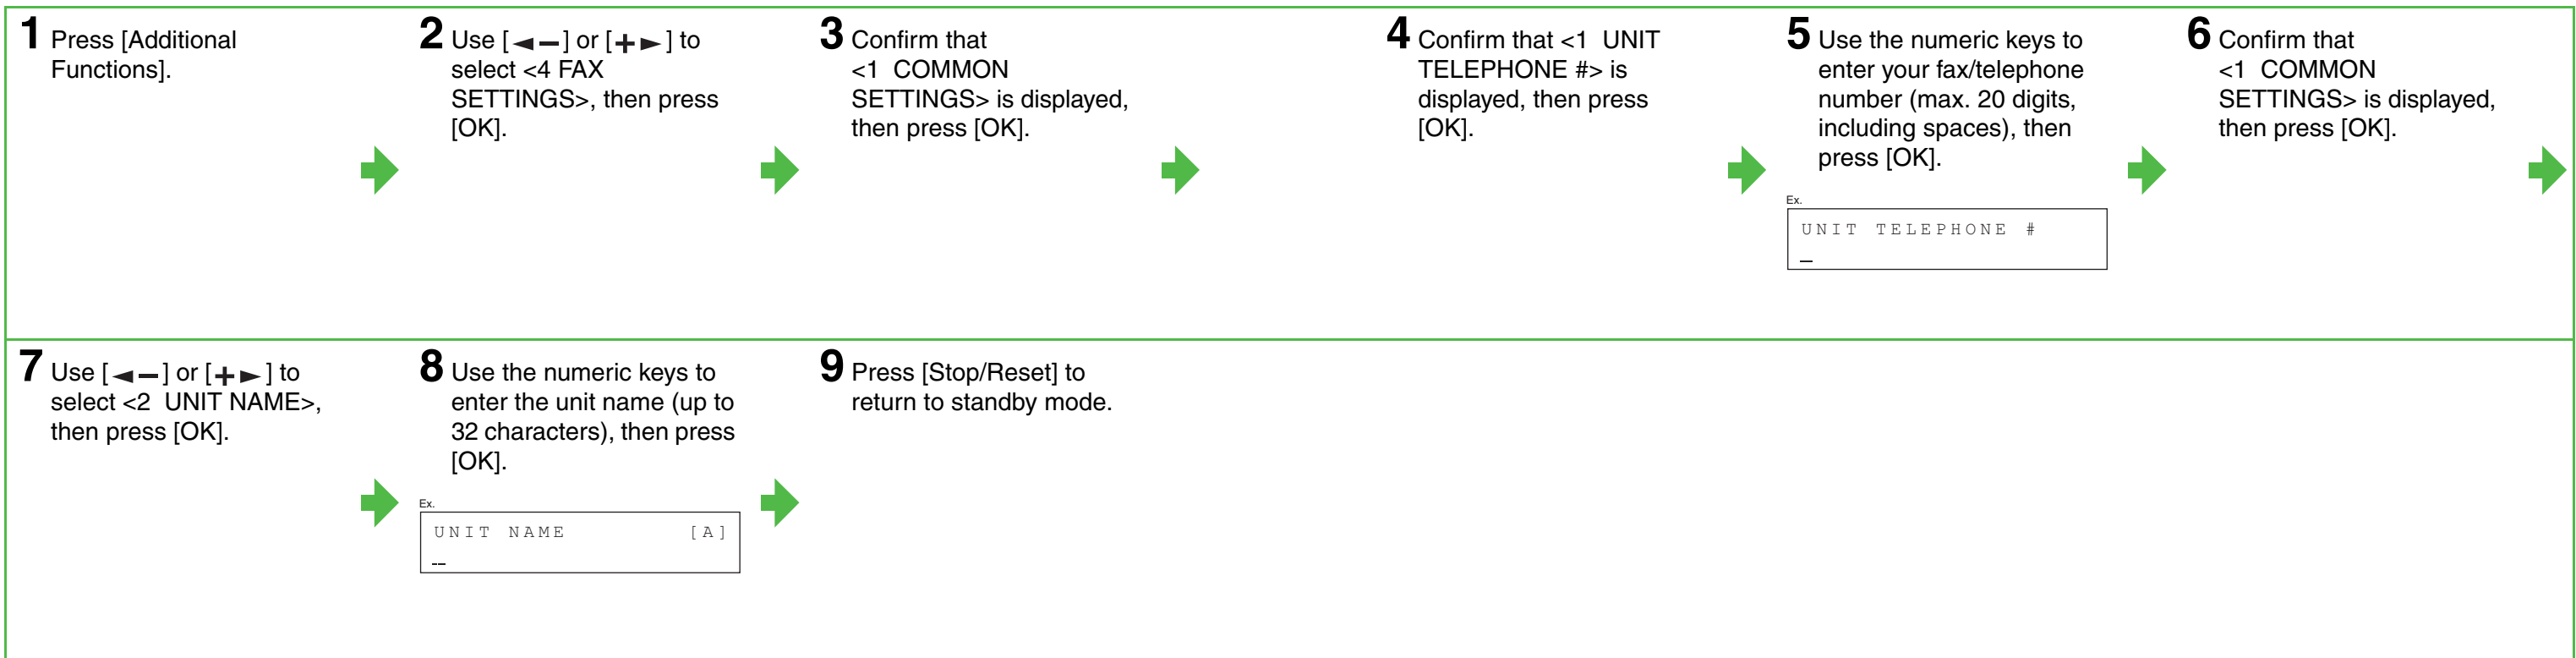 1 Press [Additional
Functions].
2 Use [◄–] or [+►] to
select <4 FAX
SETTINGS>, then press
[OK].
3 Confirm that
<1 COMMON
SETTINGS> is displayed,
then press [OK].
4 Confirm that <1 UNIT
TELEPHONE #> is
displayed, then press
[OK].
5 Use the numeric keys to
enter your fax/telephone
number (max. 20 digits,
including spaces), then
press [OK].
Ex.
UNIT TELEPHONE #
_
6 Confirm that
<1 COMMON
SETTINGS> is displayed,
then press [OK].
7 Use [◄–] or [+►] to
select <2 UNIT NAME>,
then press [OK].
8 Use the numeric keys to
enter the unit name (up to
32 characters), then press
[OK].
Ex.
UNIT NAME [A]
_
9 Press [Stop/Reset] to
return to standby mode.